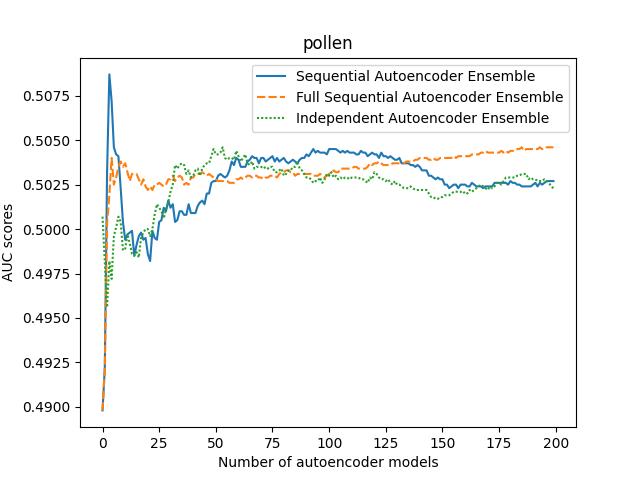 pollen
Sequential Autoencoder Ensemble
Full Sequential Autoencoder Ensemble
Independent Autoencoder Ensemble
AUC scores
0.5075
0.5050
0.5025
0.5000
0.4975
0.4950
0.4925
0.4900
0 25 50 75 100 125 150 175 200
Number of autoencoder models